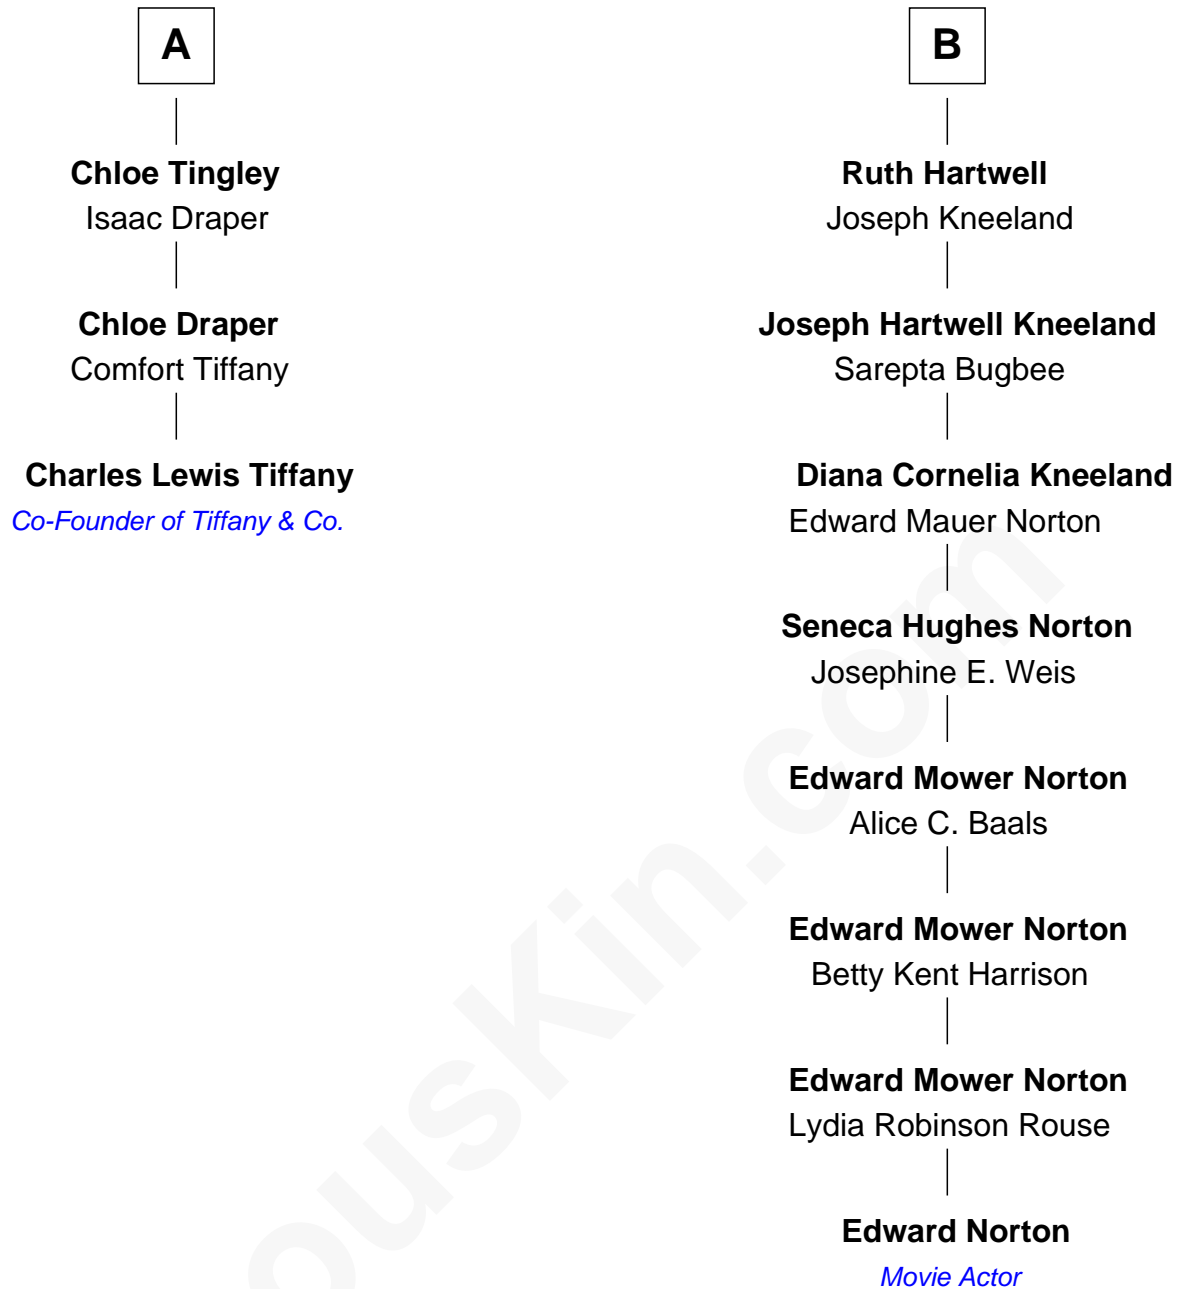 A
Chloe Tingley
Isaac Draper
Chloe Draper
Comfort Tiffany
Charles Lewis Tiffany
Co-Founder of Tiffany & Co.
B
Ruth Hartwell
Joseph Kneeland
Joseph Hartwell Kneeland
Sarepta Bugbee
Diana Cornelia Kneeland
Edward Mauer Norton
Seneca Hughes Norton
Josephine E. Weis
Edward Mower Norton
Alice C. Baals
Edward Mower Norton
Betty Kent Harrison
Edward Mower Norton
Lydia Robinson Rouse
Edward Norton
Movie Actor
ousKin.com